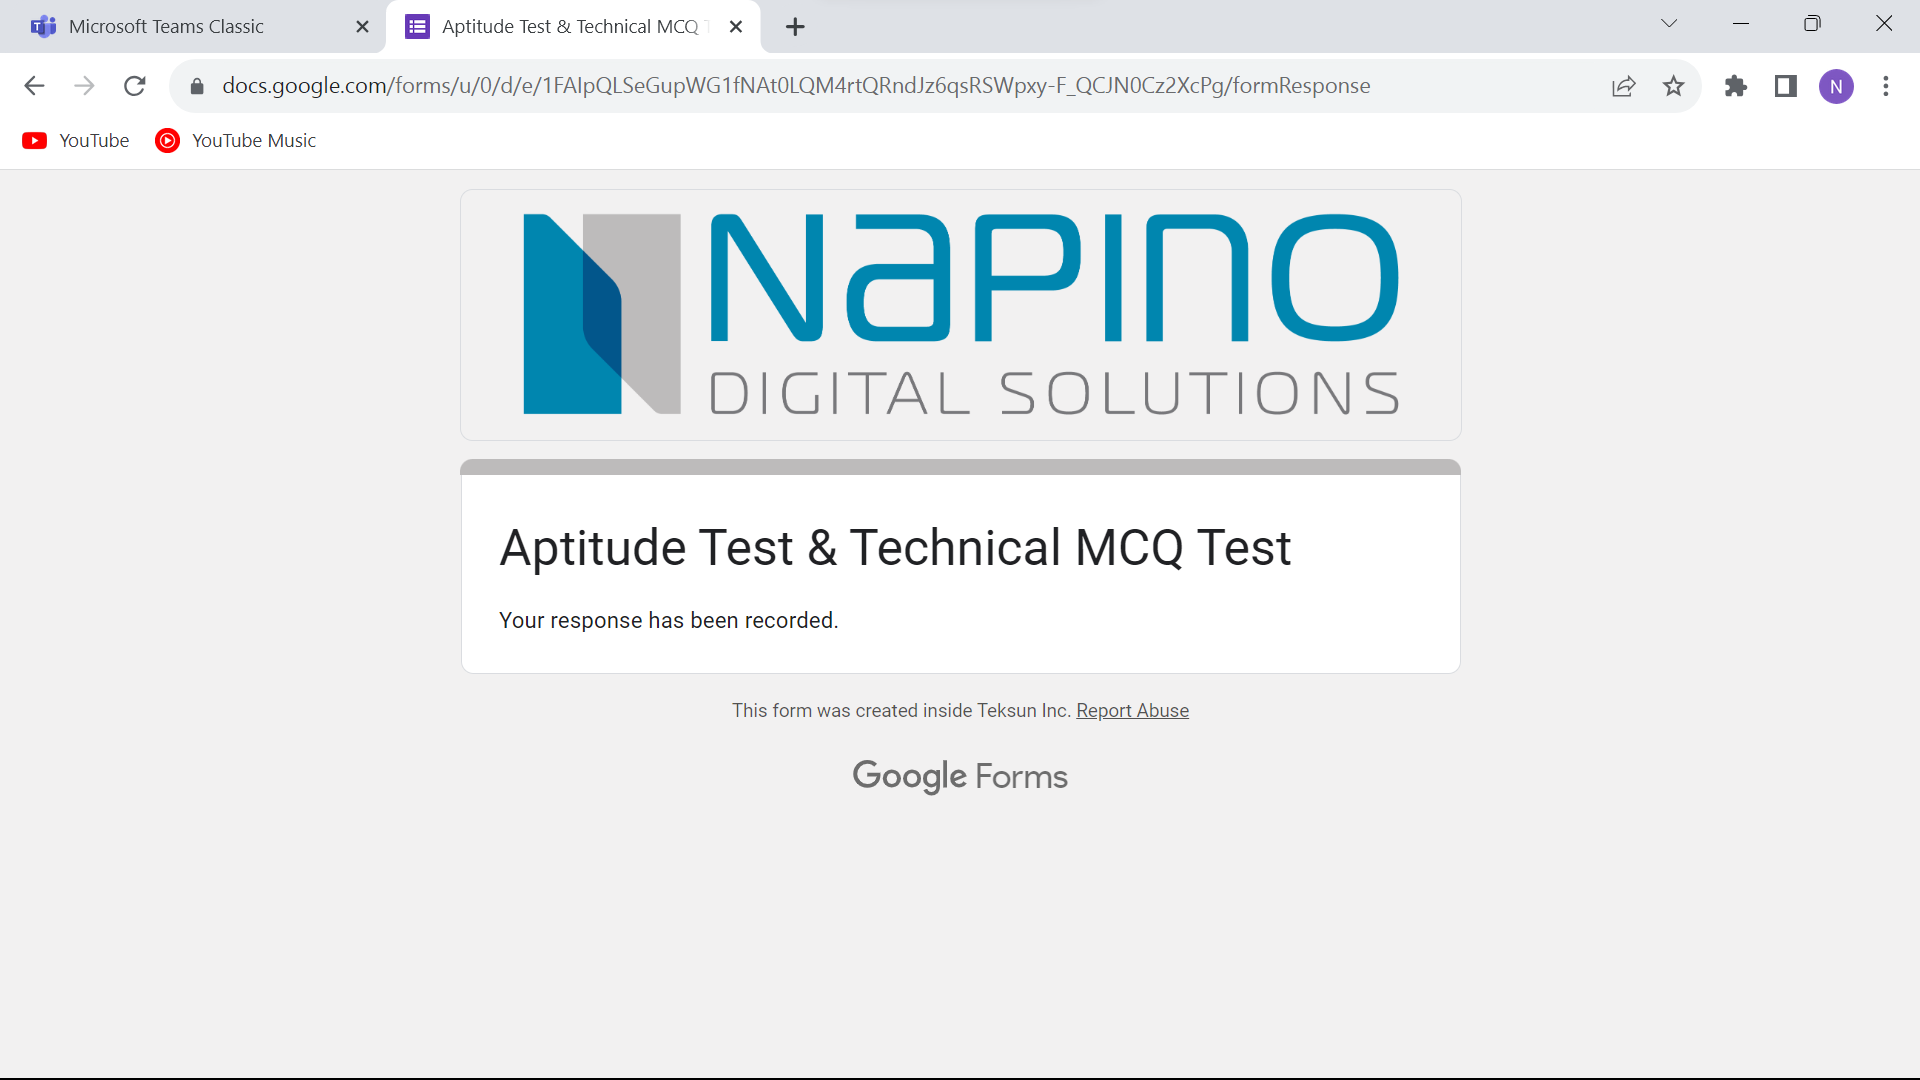 Microsoft Teams Classic
Aptitude Test & Technical MCQ
docs.google.com/forms/u/0/d/e/1FAIpQLSeGupWG1fNAt0LQM4rtQRndJz6qsRSWpxy-F_QCJN0Cz2XcPg/formResponse
N
YouTube
YouTube Music
NAPINO
DIGITAL SOLUTIONS
Aptitude Test & Technical MCQ Test
Your response has been recorded.
This form was created inside Teksun Inc. Report Abuse
Google Forms